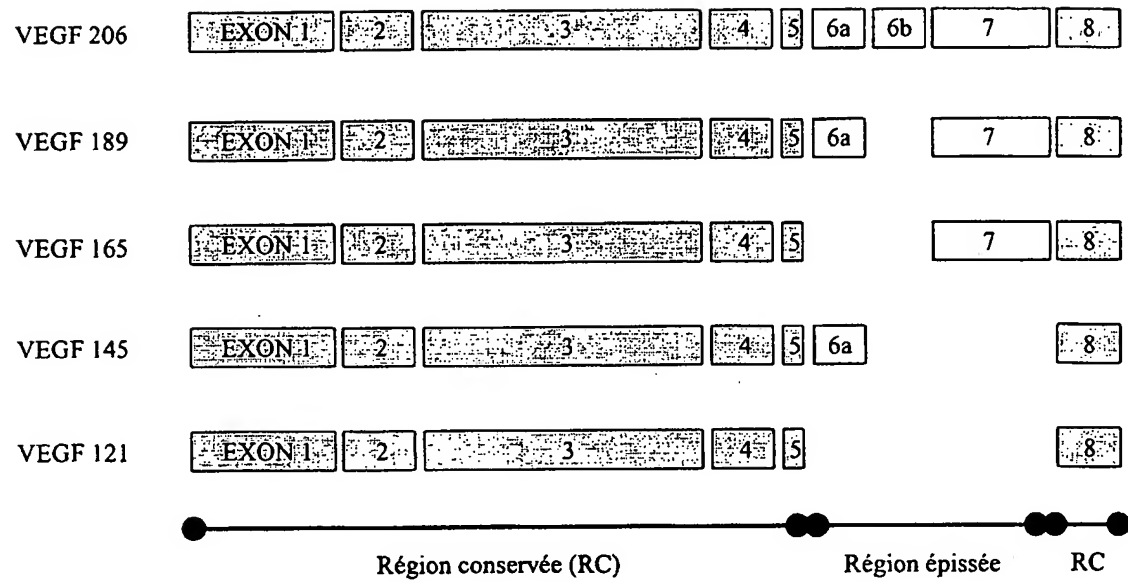 VEGF 206 EXON 1 2 3 4 5 6a 6b 7 8
VEGF 189 EXON 1 2 3 4 5 6a 7 8
VEGF 165 EXON 1 2 3 4 5 7 8
VEGF 145 EXON 1 2 3 4 5 6a 8
VEGF 121 EXON 1 2 3 4 5 8
Région conservée (RC) Région épissée RC